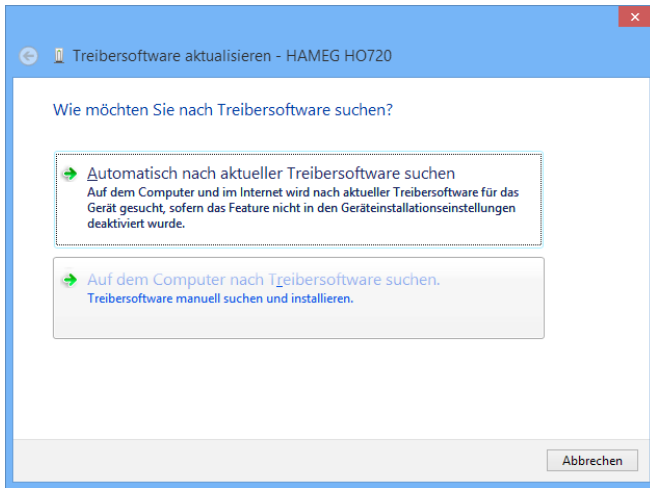 Treibersoftware aktualisieren - HAMEG HO720
Wie möchten Sie nach Treibersoftware suchen?
Automatisch nach aktueller Treibersoftware suchen
Auf dem Computer und im Internet wird nach aktueller Treibersoftware für das
Gerät gesucht, sofern das Feature nicht in den Geräteinstallationseinstellungen
deaktiviert wurde.
Auf dem Computer nach Treibersoftware suchen.
Treibersoftware manuell suchen und installieren.
Abbrechen